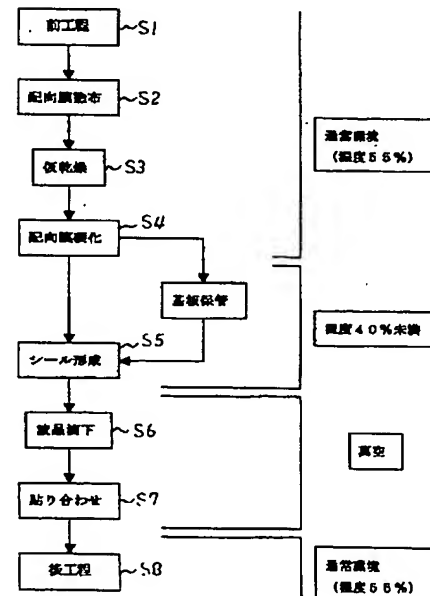 前工程
S1
配向膜散布
S2
仮乾燥
S3
配向膜硬化
S4
基板保管
シール形成
S5
液晶滴下
S6
貼り合わせ
S7
後工程
S8
通常環境
(湿度55%)
湿度40%未満
真空
通常環境
(湿度55%)